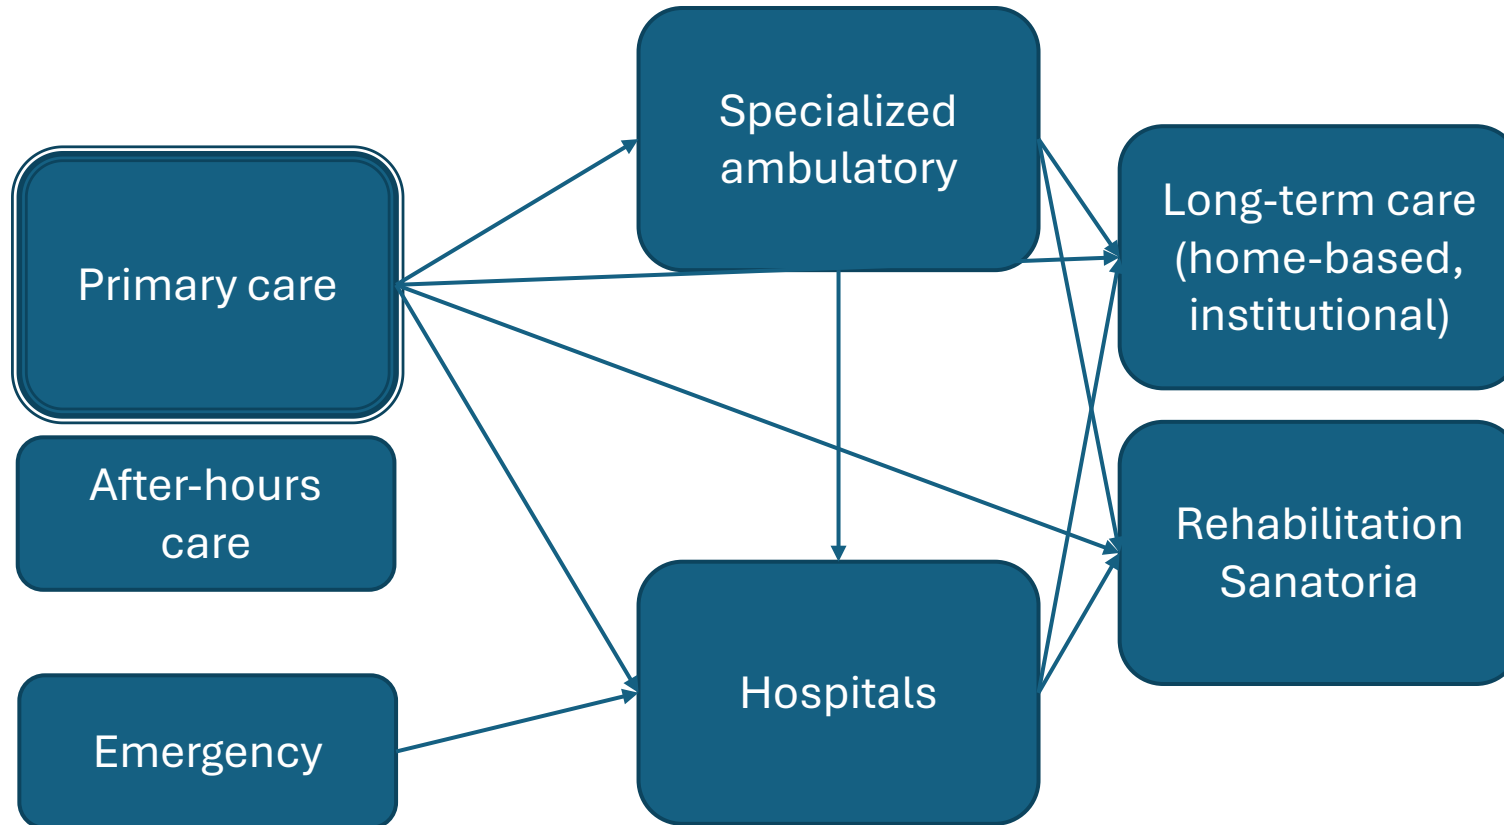 Primary care
After-hours
care
Emergency
Specialized
ambulatory
Hospitals
Long-term care
(home-based,
institutional)
Rehabilitation
Sanatoria